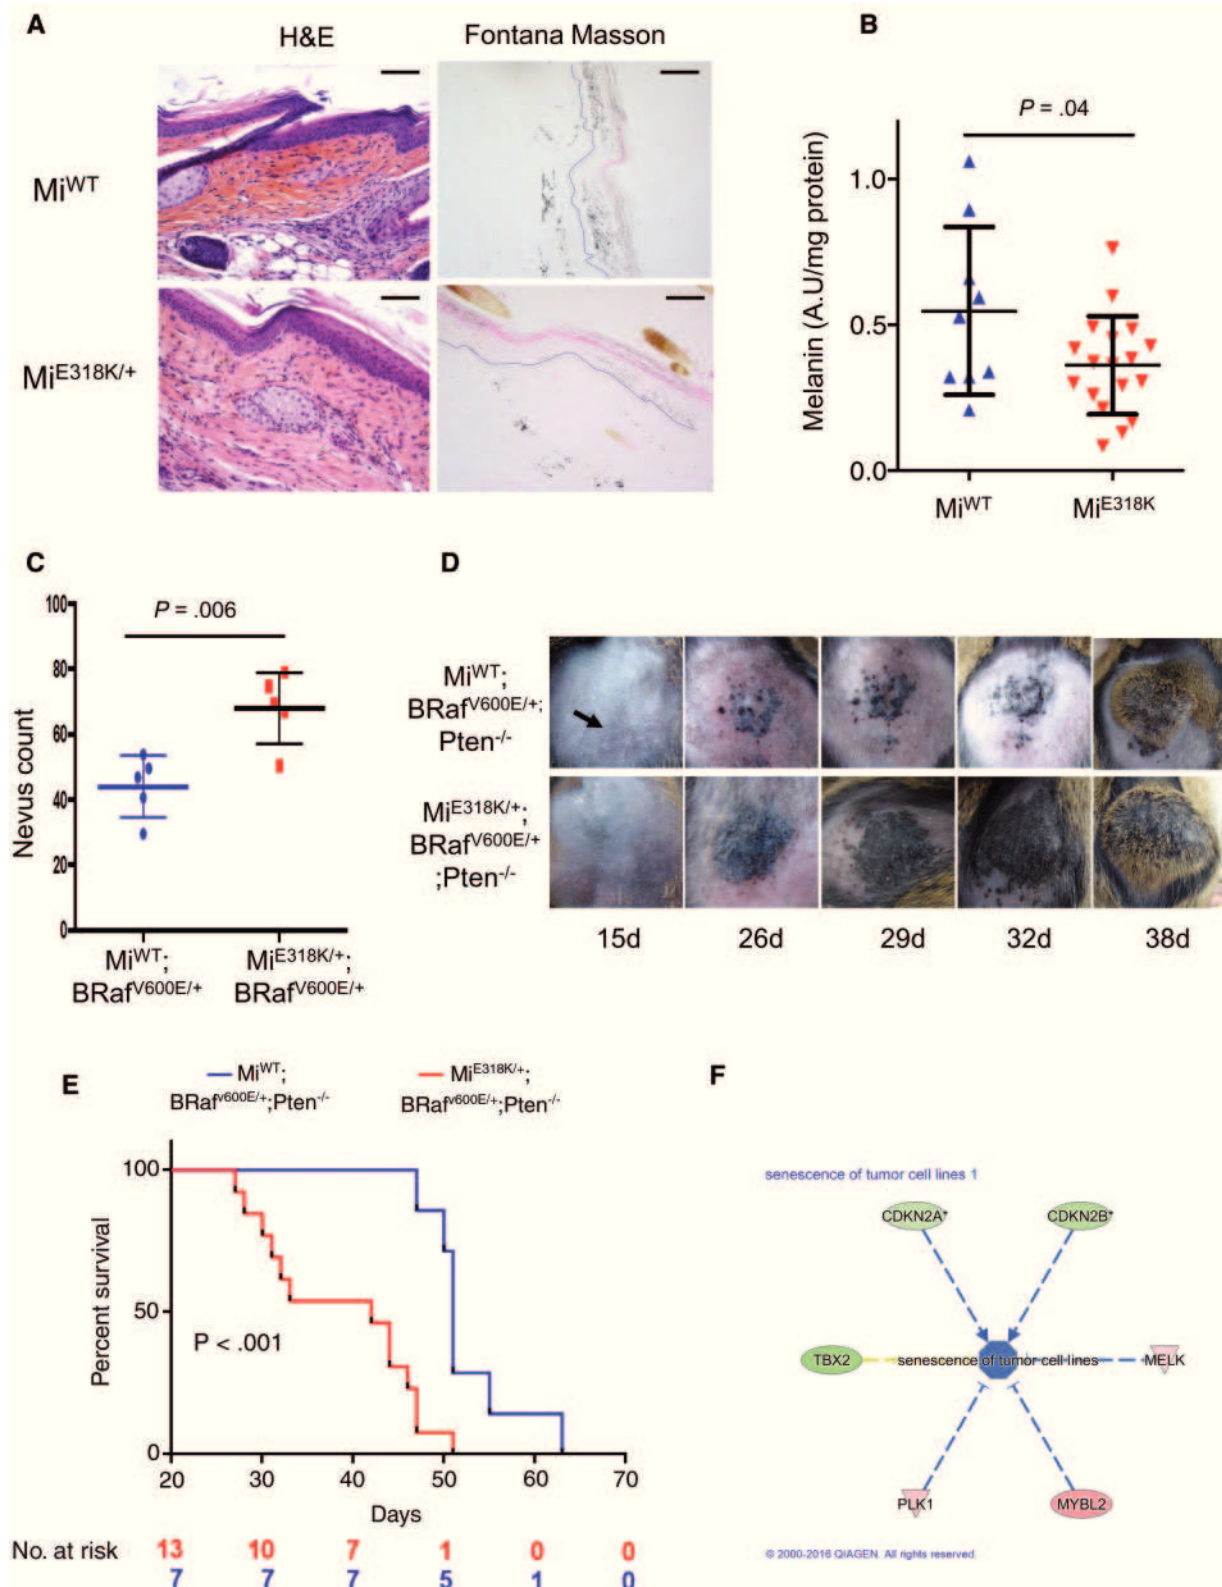 A
H&E
Fontana Masson
Mi^WT
Mi^E318K/+
B
P = .04
Melanin (A.U/mg protein)
1.0
0.5
0.0
Mi^WT
Mi^E318K
C
P = .006
Nevus count
100
80
60
40
20
0
Mi^WT;
BRaf^V600E/+
Mi^E318K/+;
BRaf^V600E/+
D
Mi^WT;
BRaf^V600E/+;
Pten^-/-
Mi^E318K/+;
BRaf^V600E/+
;Pten^-/-
15d
26d
29d
32d
38d
E
Mi^WT;
BRaf^v600E/+;Pten^-/-
Mi^E318K/+;
BRaf^v600E/+;Pten^-/-
Percent survival
100
50
0
P < .001
20 30 40 50 60 70
Days
No. at risk 13 10 7 1 0 0
7 7 7 5 1 0
F
senescence of tumor cell lines 1
CDKN2A*
CDKN2B*
TBX2
senescence of tumor cell lines
MELK
PLK1
MYBL2
© 2000-2016 QIAGEN. All rights reserved.